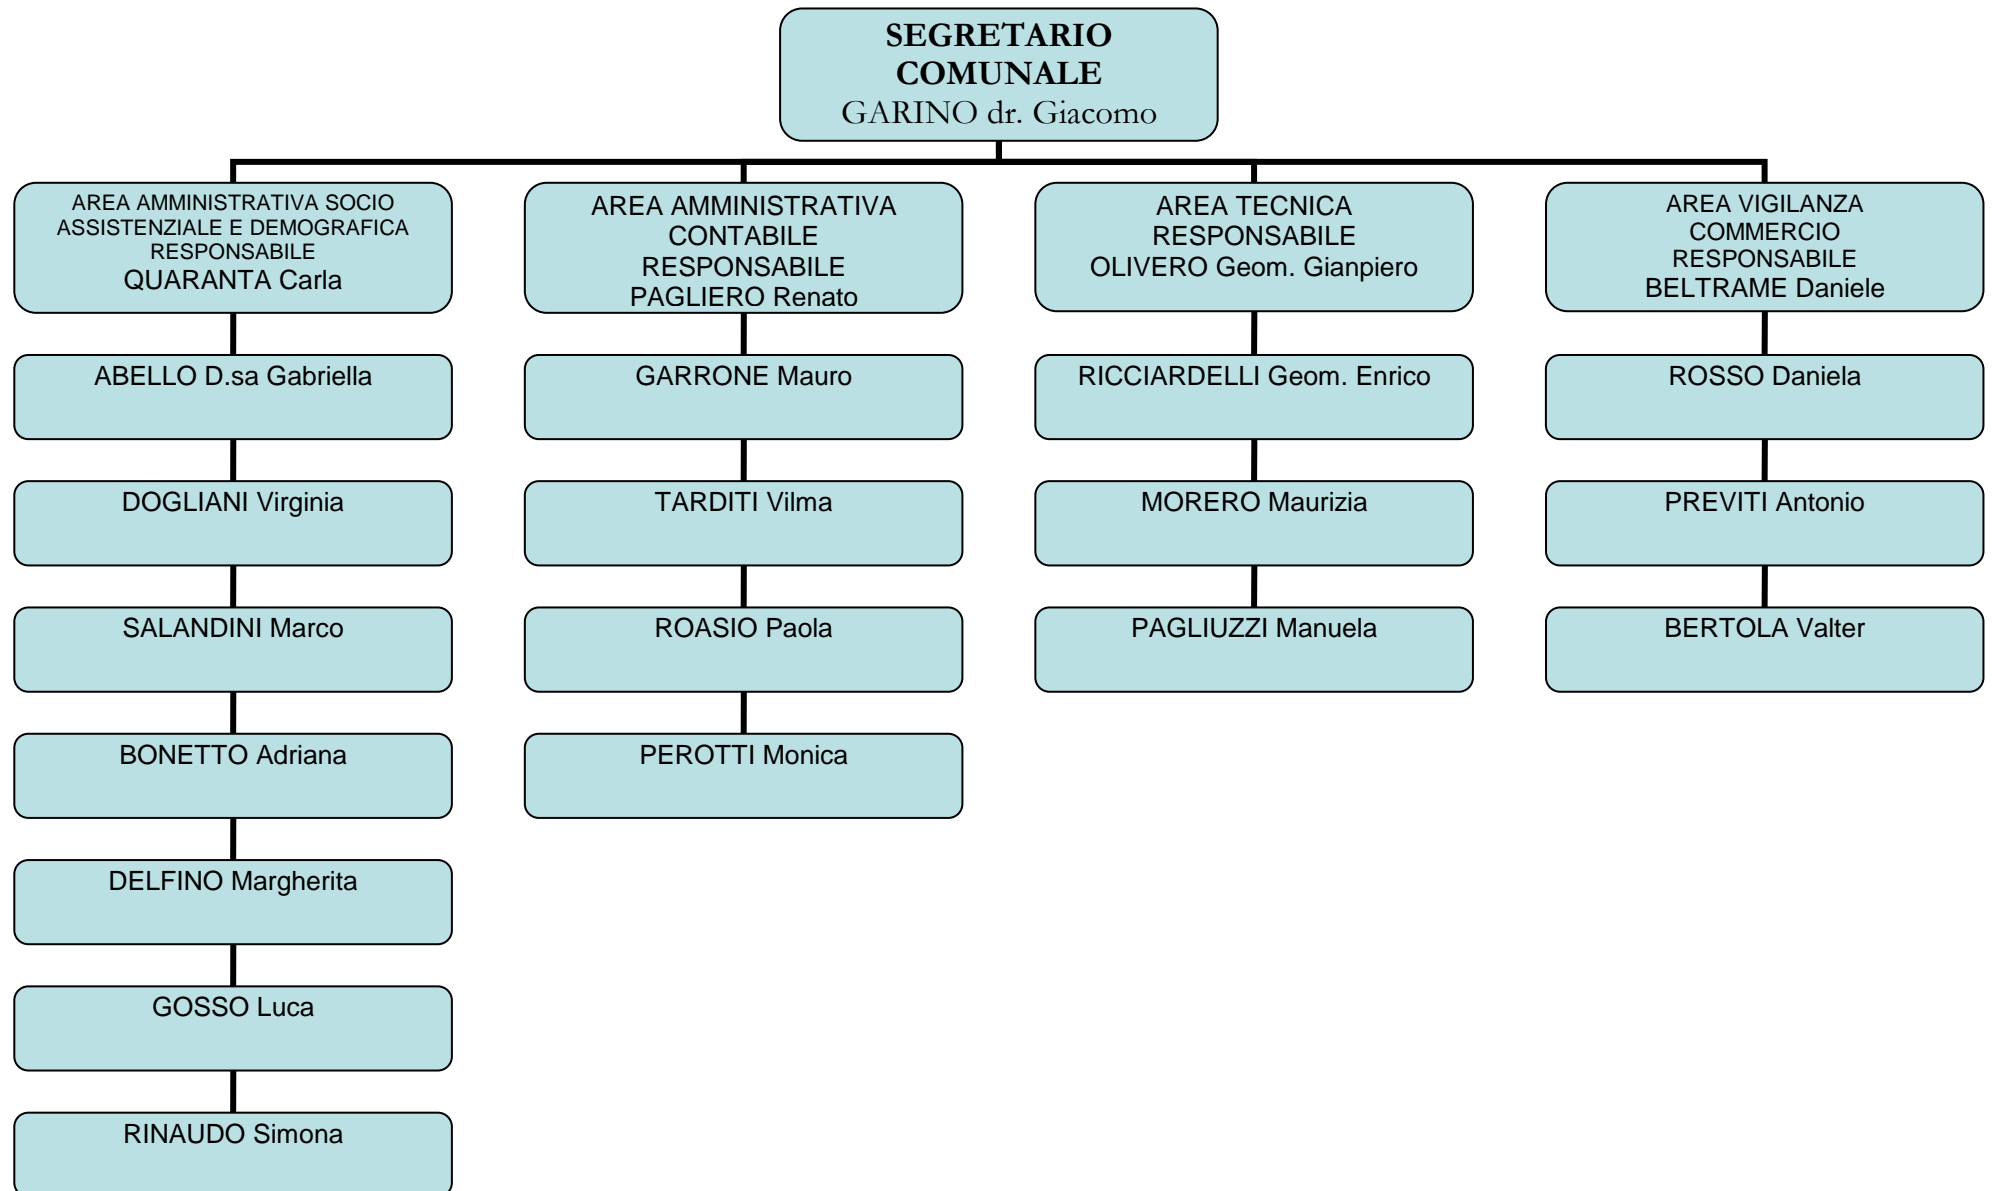 SEGRETARIO
COMUNALE
GARINO dr. Giacomo
AREA AMMINISTRATIVA SOCIO
ASSISTENZIALE E DEMOGRAFICA
RESPONSABILE
QUARANTA Carla
ABELLO D.sa Gabriella
DOGLIANI Virginia
SALANDINI Marco
BONETTO Adriana
DELFINO Margherita
GOSSO Luca
RINAUDO Simona
AREA AMMINISTRATIVA
CONTABILE
RESPONSABILE
PAGLIERO Renato
GARRONE Mauro
TARDITI Vilma
ROASIO Paola
PEROTTI Monica
AREA TECNICA
RESPONSABILE
OLIVERO Geom. Gianpiero
RICCIARDELLI Geom. Enrico
MORERO Maurizia
PAGLIUZZI Manuela
AREA VIGILANZA
COMMERCIO
RESPONSABILE
BELTRAME Daniele
ROSSO Daniela
PREVITI Antonio
BERTOLA Valter